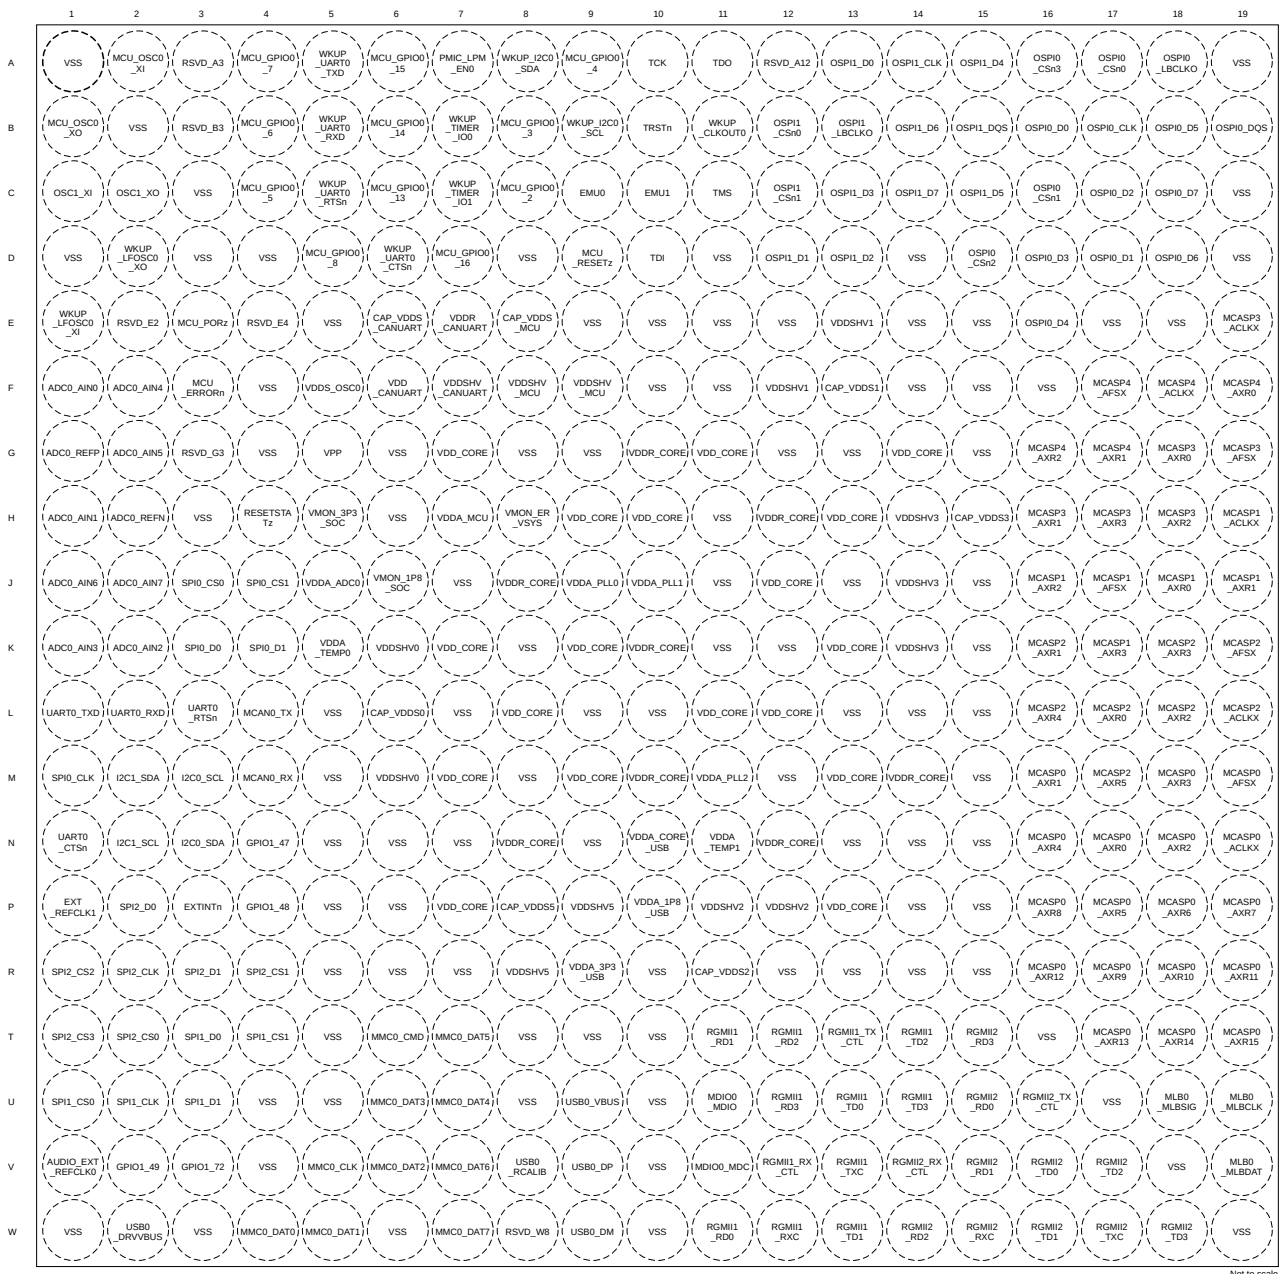 1 2 3 4 5 6 7 8 9 10 11 12 13 14 15 16 17 18 19
A VSS MCU_OSC0_XI RSVD_A3 MCU_GPIO0_7 WKUP_UART0_TXD MCU_GPIO0_15 PMIC_LPM_EN0 WKUP_I2C0_SDA MCU_GPIO0_4 TCK TDO RSVD_A12 OSPI1_D0 OSPI1_CLK OSPI1_D4 OSPI0_CSn3 OSPI0_CSn0 OSPI0_LBCLKO VSS
B MCU_OSC0_XO VSS RSVD_B3 MCU_GPIO0_6 WKUP_UART0_RXD MCU_GPIO0_14 WKUP_TIMER_IO0 MCU_GPIO0_3 WKUP_I2C0_SCL TRSTn WKUP_CLKOUT0 OSPI1_CSn0 OSPI1_LBCLKO OSPI1_D6 OSPI1_DQS OSPI0_D0 OSPI0_CLK OSPI0_D5 OSPI0_DQS
C OSC1_XI OSC1_XO VSS MCU_GPIO0_5 WKUP_UART0_RTSn MCU_GPIO0_13 WKUP_TIMER_IO1 MCU_GPIO0_2 EMU0 EMU1 TMS OSPI1_CSn1 OSPI1_D3 OSPI1_D7 OSPI1_D5 OSPI0_CSn1 OSPI0_D2 OSPI0_D7 VSS
D VSS WKUP_LFOSC0_XO VSS VSS MCU_GPIO0_8 WKUP_UART0_CTSn MCU_GPIO0_16 VSS MCU_RESETz TDI VSS OSPI1_D1 OSPI1_D2 VSS OSPI0_CSn2 OSPI0_D3 OSPI0_D1 OSPI0_D6 VSS
E WKUP_LFOSC0_XI RSVD_E2 MCU_PORz RSVD_E4 VSS CAP_VDDS_CANUART VDDR_CANUART CAP_VDDS_MCU VSS VSS VSS VSS VDDSHV1 VSS VSS OSPI0_D4 VSS VSS MCASP3_ACLKX
F ADC0_AIN0 ADC0_AIN4 MCU_ERRORn VSS VDDS_OSC0 VDD_CANUART VDDSHV_CANUART VDDSHV_MCU VDDSHV_MCU VSS VSS VDDSHV1 CAP_VDDS1 VSS VSS VSS MCASP4_AFSX MCASP4_ACLKX MCASP4_AXR0
G ADC0_REFP ADC0_AIN5 RSVD_G3 VSS VPP VSS VDD_CORE VSS VSS VDDR_CORE VDD_CORE VSS VSS VDD_CORE VSS MCASP4_AXR2 MCASP4_AXR1 MCASP3_AXR0 MCASP3_AFSX
H ADC0_AIN1 ADC0_REFN VSS RESETSTATz VMON_3P3_SOC VSS VDDA_MCU VMON_ER_VSYS VDD_CORE VDD_CORE VSS VDDR_CORE VDD_CORE VDDSHV3 CAP_VDDS3 MCASP3_AXR1 MCASP3_AXR3 MCASP3_AXR2 MCASP1_ACLKX
J ADC0_AIN6 ADC0_AIN7 SPI0_CS0 SPI0_CS1 VDDA_ADC0 VMON_1P8_SOC VSS VDDR_CORE VDDA_PLL0 VDDA_PLL1 VSS VDD_CORE VSS VDDSHV3 VSS MCASP1_AXR2 MCASP1_AFSX MCASP1_AXR0 MCASP1_AXR1
K ADC0_AIN3 ADC0_AIN2 SPI0_D0 SPI0_D1 VDDA_TEMP0 VDDSHV0 VDD_CORE VSS VDD_CORE VDDR_CORE VSS VSS VDD_CORE VDDSHV3 VSS MCASP2_AXR1 MCASP1_AXR3 MCASP2_AXR3 MCASP2_AFSX
L UART0_TXD UART0_RXD UART0_RTSn MCAN0_TX VSS CAP_VDDS0 VSS VDD_CORE VSS VSS VDD_CORE VDD_CORE VSS VSS VSS MCASP2_AXR4 MCASP2_AXR0 MCASP2_AXR2 MCASP2_ACLKX
M SPI0_CLK I2C1_SDA I2C0_SCL MCAN0_RX VSS VDDSHV0 VDD_CORE VSS VDD_CORE VDDR_CORE VDDA_PLL2 VSS VDD_CORE VDDR_CORE VSS MCASP0_AXR1 MCASP2_AXR5 MCASP0_AXR3 MCASP0_AFSX
N UART0_CTSn I2C1_SCL I2C0_SDA GPIO1_47 VSS VSS VSS VDDR_CORE VSS VDDA_CORE_USB VDDA_TEMP1 VDDR_CORE VSS VSS VSS MCASP0_AXR4 MCASP0_AXR0 MCASP0_AXR2 MCASP0_ACLKX
P EXT_REFCLK1 SPI2_D0 EXTINTn GPIO1_48 VSS VSS VDD_CORE CAP_VDDS5 VDDSHV5 VDDA_1P8_USB VDDSHV2 VDDSHV2 VDD_CORE VSS VSS MCASP0_AXR8 MCASP0_AXR5 MCASP0_AXR6 MCASP0_AXR7
R SPI2_CS2 SPI2_CLK SPI2_D1 SPI2_CS1 VSS VSS VSS VDDSHV5 VDDA_3P3_USB VSS CAP_VDDS2 VSS VSS VSS VSS MCASP0_AXR12 MCASP0_AXR9 MCASP0_AXR10 MCASP0_AXR11
T SPI2_CS3 SPI2_CS0 SPI1_D0 SPI1_CS1 VSS MMC0_CMD MMC0_DAT5 VSS VSS VSS RGMII1_RD1 RGMII1_RD2 RGMII1_TX_CTL RGMII1_TD2 RGMII2_RD3 VSS MCASP0_AXR13 MCASP0_AXR14 MCASP0_AXR15
U SPI1_CS0 SPI1_CLK SPI1_D1 VSS VSS MMC0_DAT3 MMC0_DAT4 VSS USB0_VBUS VSS MDIO0_MDIO RGMII1_RD3 RGMII1_TD0 RGMII1_TD3 RGMII2_RD0 RGMII2_TX_CTL VSS MLB0_MLBSIG MLB0_MLBCLK
V AUDIO_EXT_REFCLK0 GPIO1_49 GPIO1_72 VSS MMC0_CLK MMC0_DAT2 MMC0_DAT6 USB0_RCALIB USB0_DP VSS MDIO0_MDC RGMII1_RX_CTL RGMII1_TXC RGMII2_RX_CTL RGMII2_RD1 RGMII2_TD0 RGMII2_TD2 VSS MLB0_MLBDAT
W VSS USB0_DRVVBUS VSS MMC0_DAT0 MMC0_DAT1 VSS MMC0_DAT7 RSVD_W8 USB0_DM VSS RGMII1_RD0 RGMII1_RXC RGMII1_TD1 RGMII2_RD2 RGMII2_RXC RGMII2_TD1 RGMII2_TXC RGMII2_TD3 VSS
Not to scale